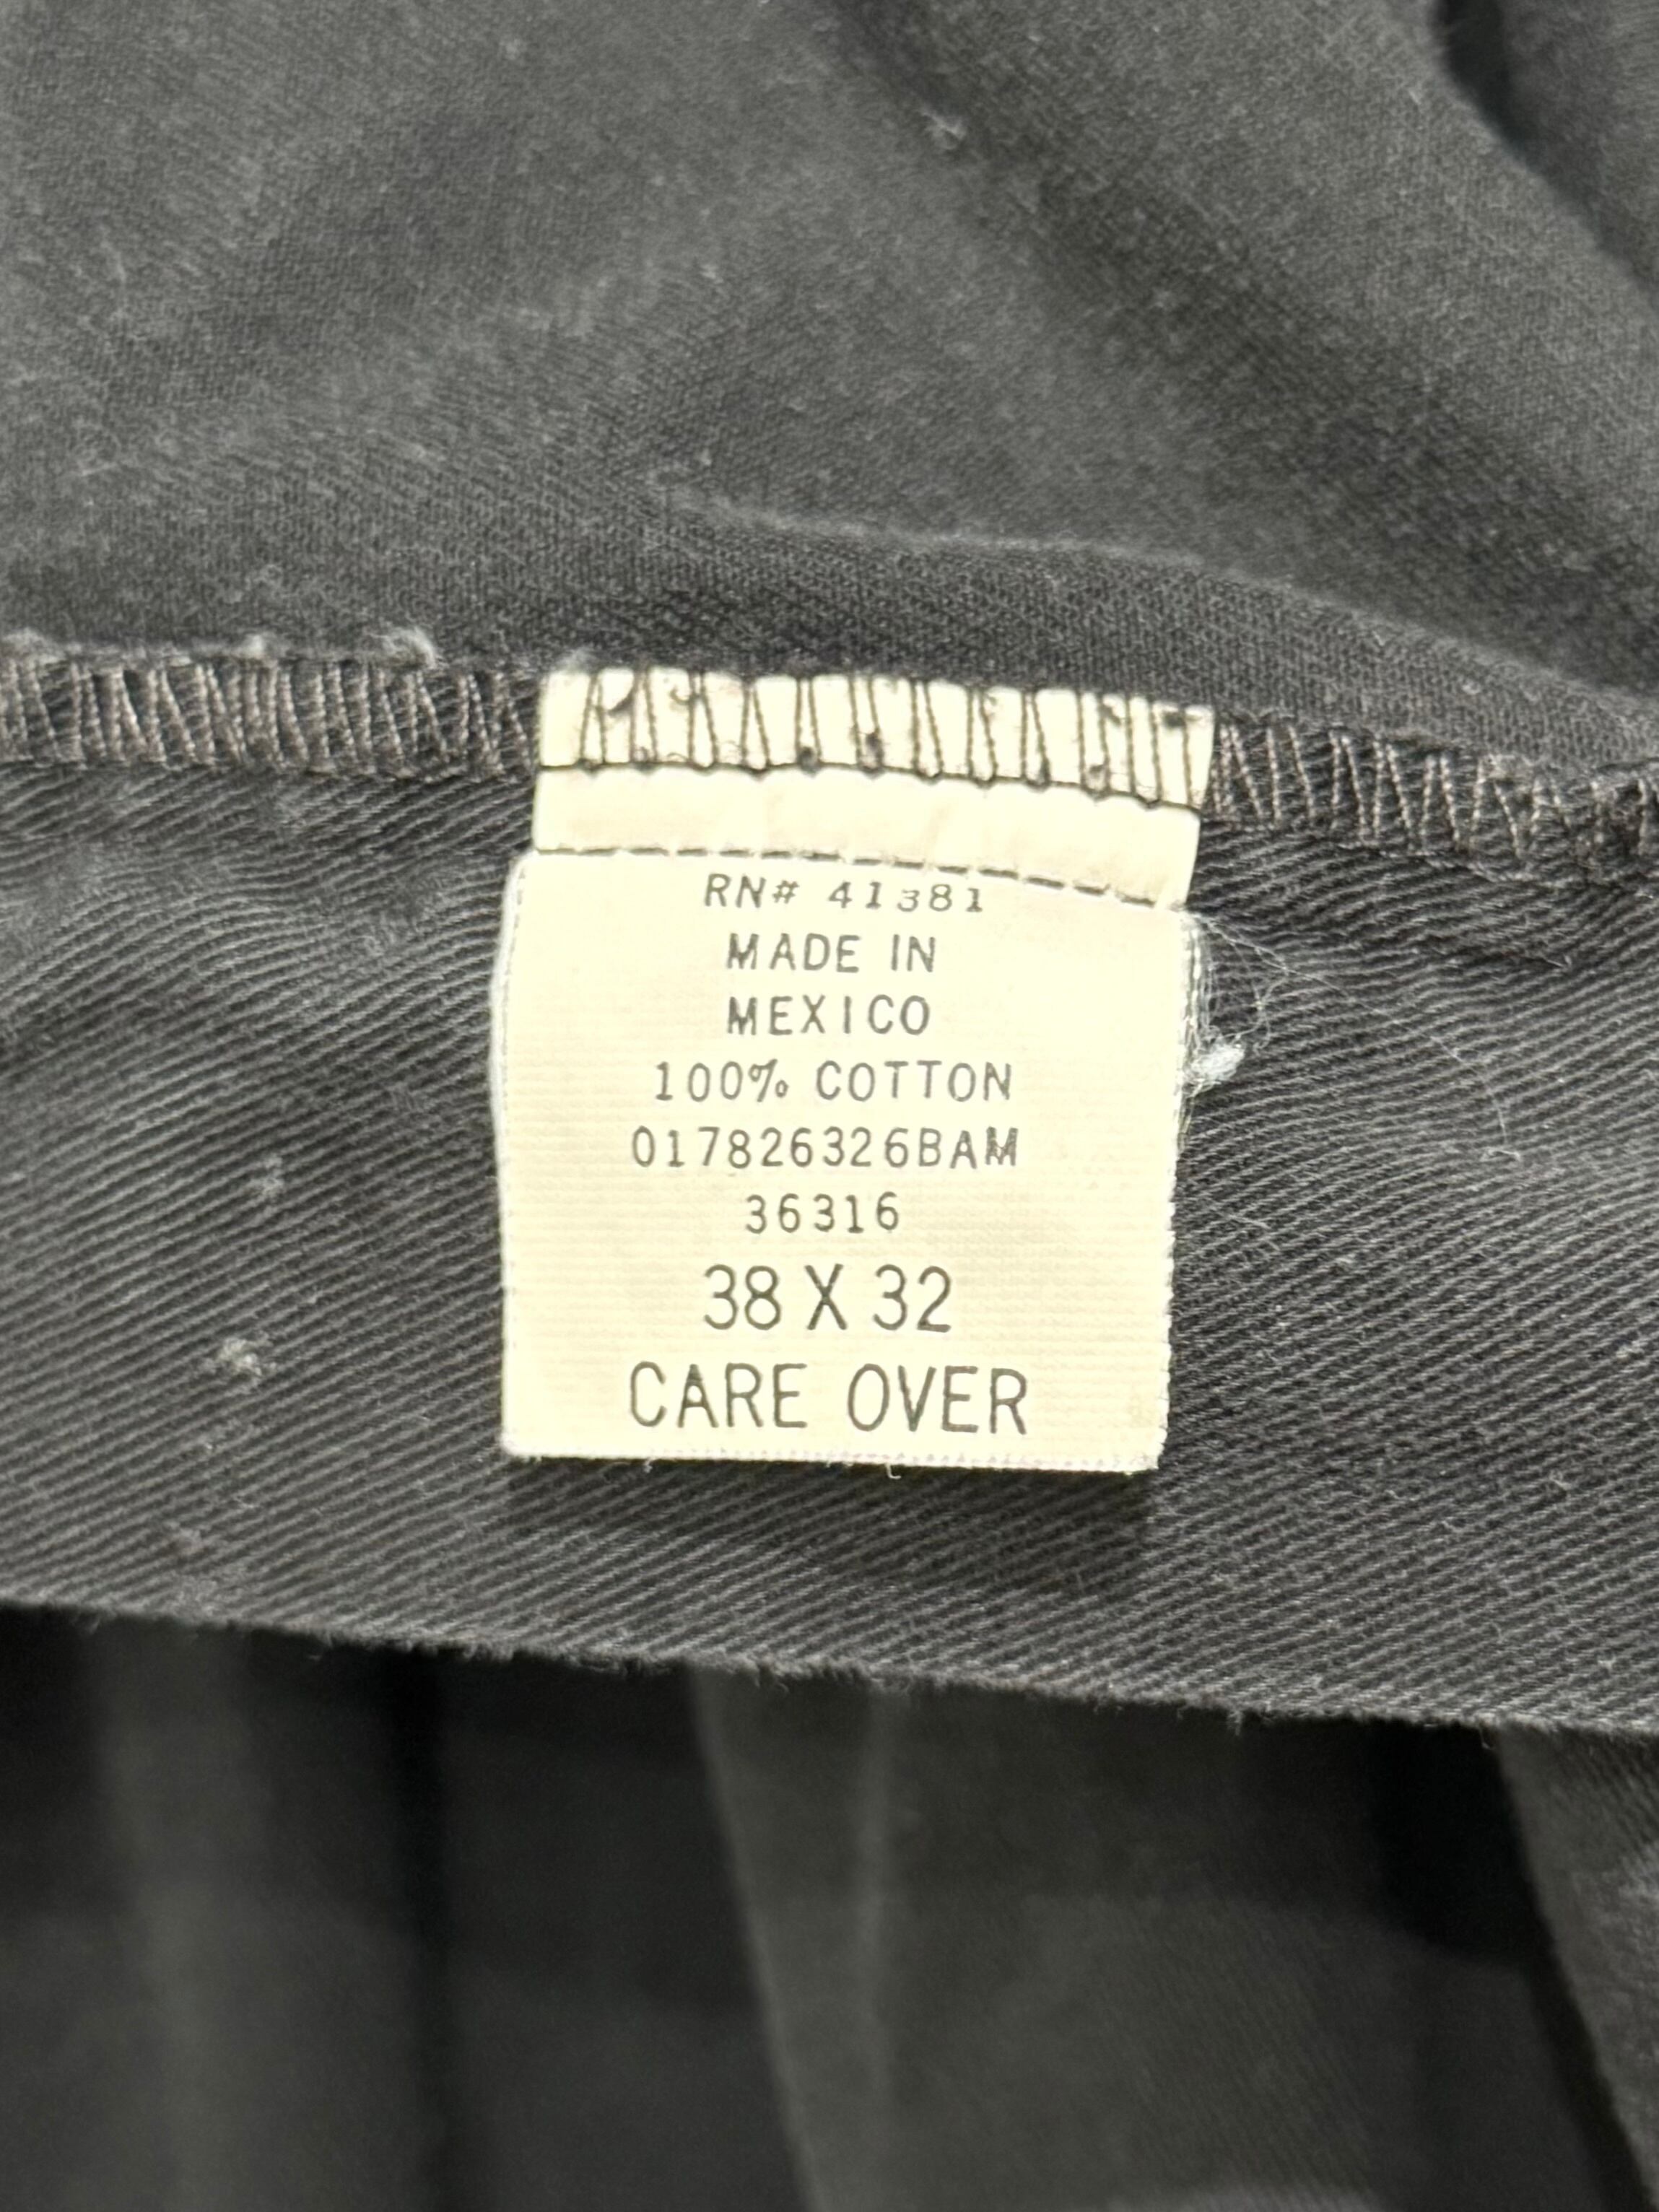 RN# 41381
MADE IN
MEXICO
100% COTTON
017826326BAM
36316
38 X 32
CARE OVER